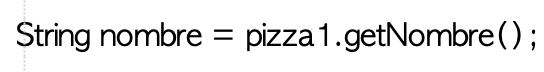 String nombre = pizza1.getNombre();